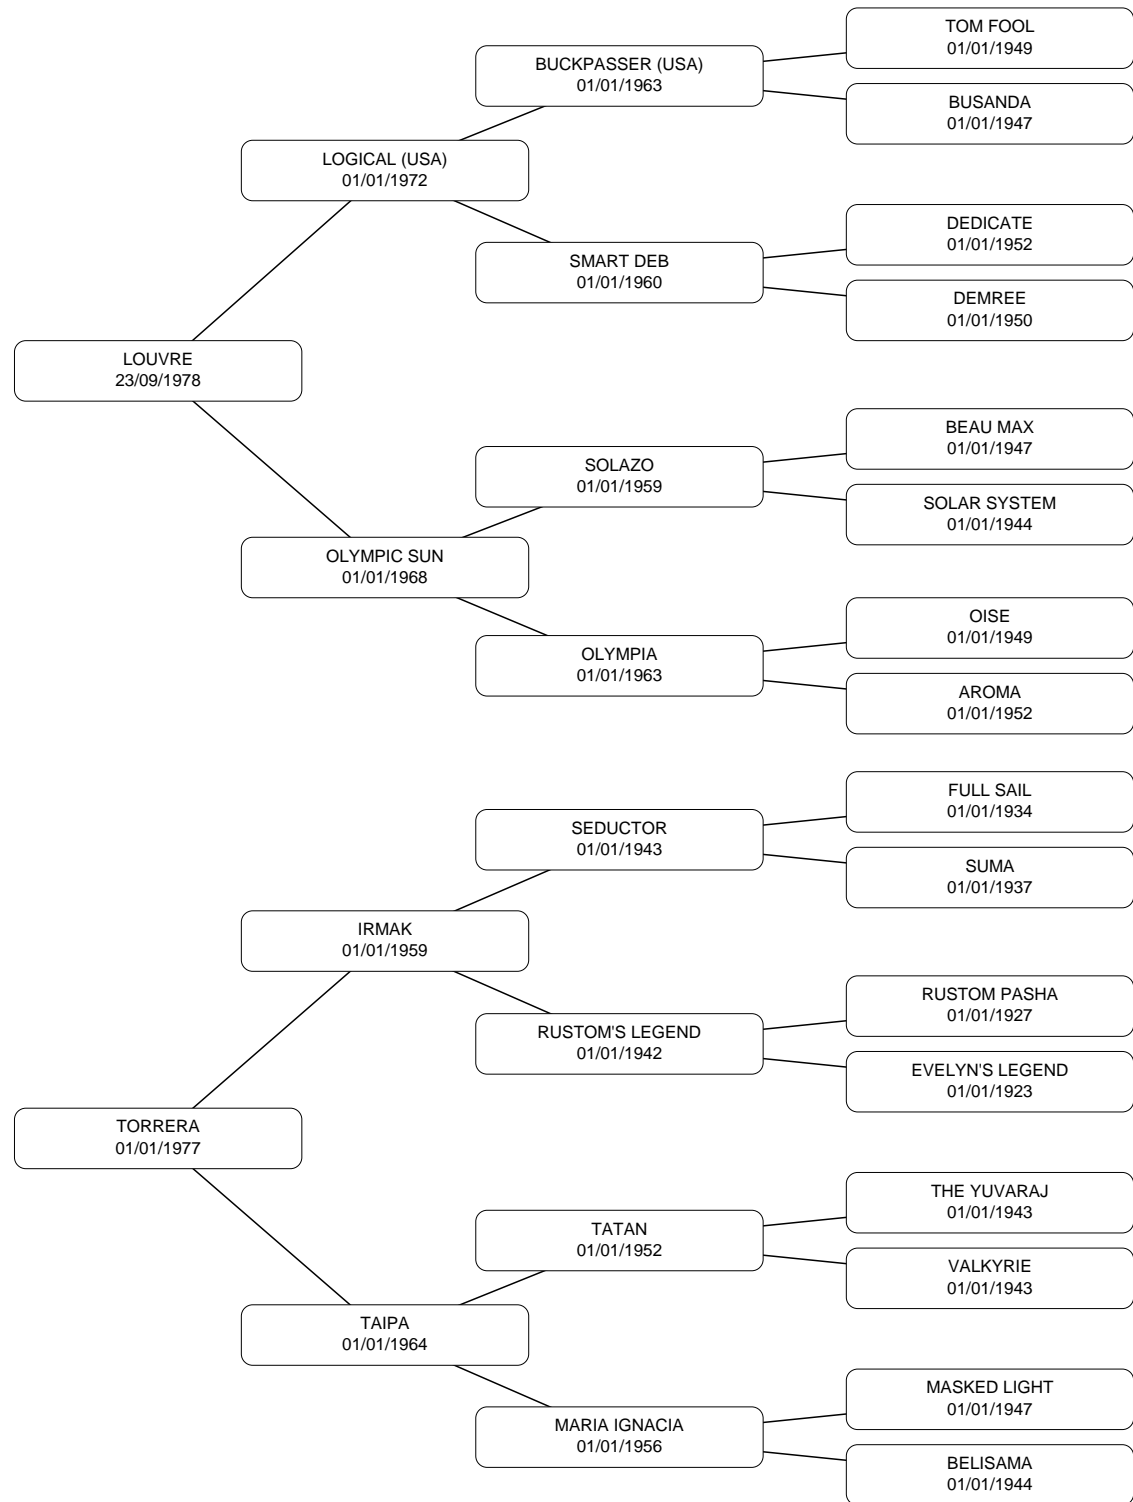 TOM FOOL
01/01/1949
BUCKPASSER (USA)
01/01/1963
BUSANDA
01/01/1947
LOGICAL (USA)
01/01/1972
DEDICATE
01/01/1952
SMART DEB
01/01/1960
DEMREE
01/01/1950
LOUVRE
23/09/1978
BEAU MAX
01/01/1947
SOLAZO
01/01/1959
SOLAR SYSTEM
01/01/1944
OLYMPIC SUN
01/01/1968
OISE
01/01/1949
OLYMPIA
01/01/1963
AROMA
01/01/1952
FULL SAIL
01/01/1934
SEDUCTOR
01/01/1943
SUMA
01/01/1937
IRMAK
01/01/1959
RUSTOM PASHA
01/01/1927
RUSTOM'S LEGEND
01/01/1942
EVELYN'S LEGEND
01/01/1923
TORRERA
01/01/1977
THE YUVARAJ
01/01/1943
TATAN
01/01/1952
VALKYRIE
01/01/1943
TAIPA
01/01/1964
MASKED LIGHT
01/01/1947
MARIA IGNACIA
01/01/1956
BELISAMA
01/01/1944